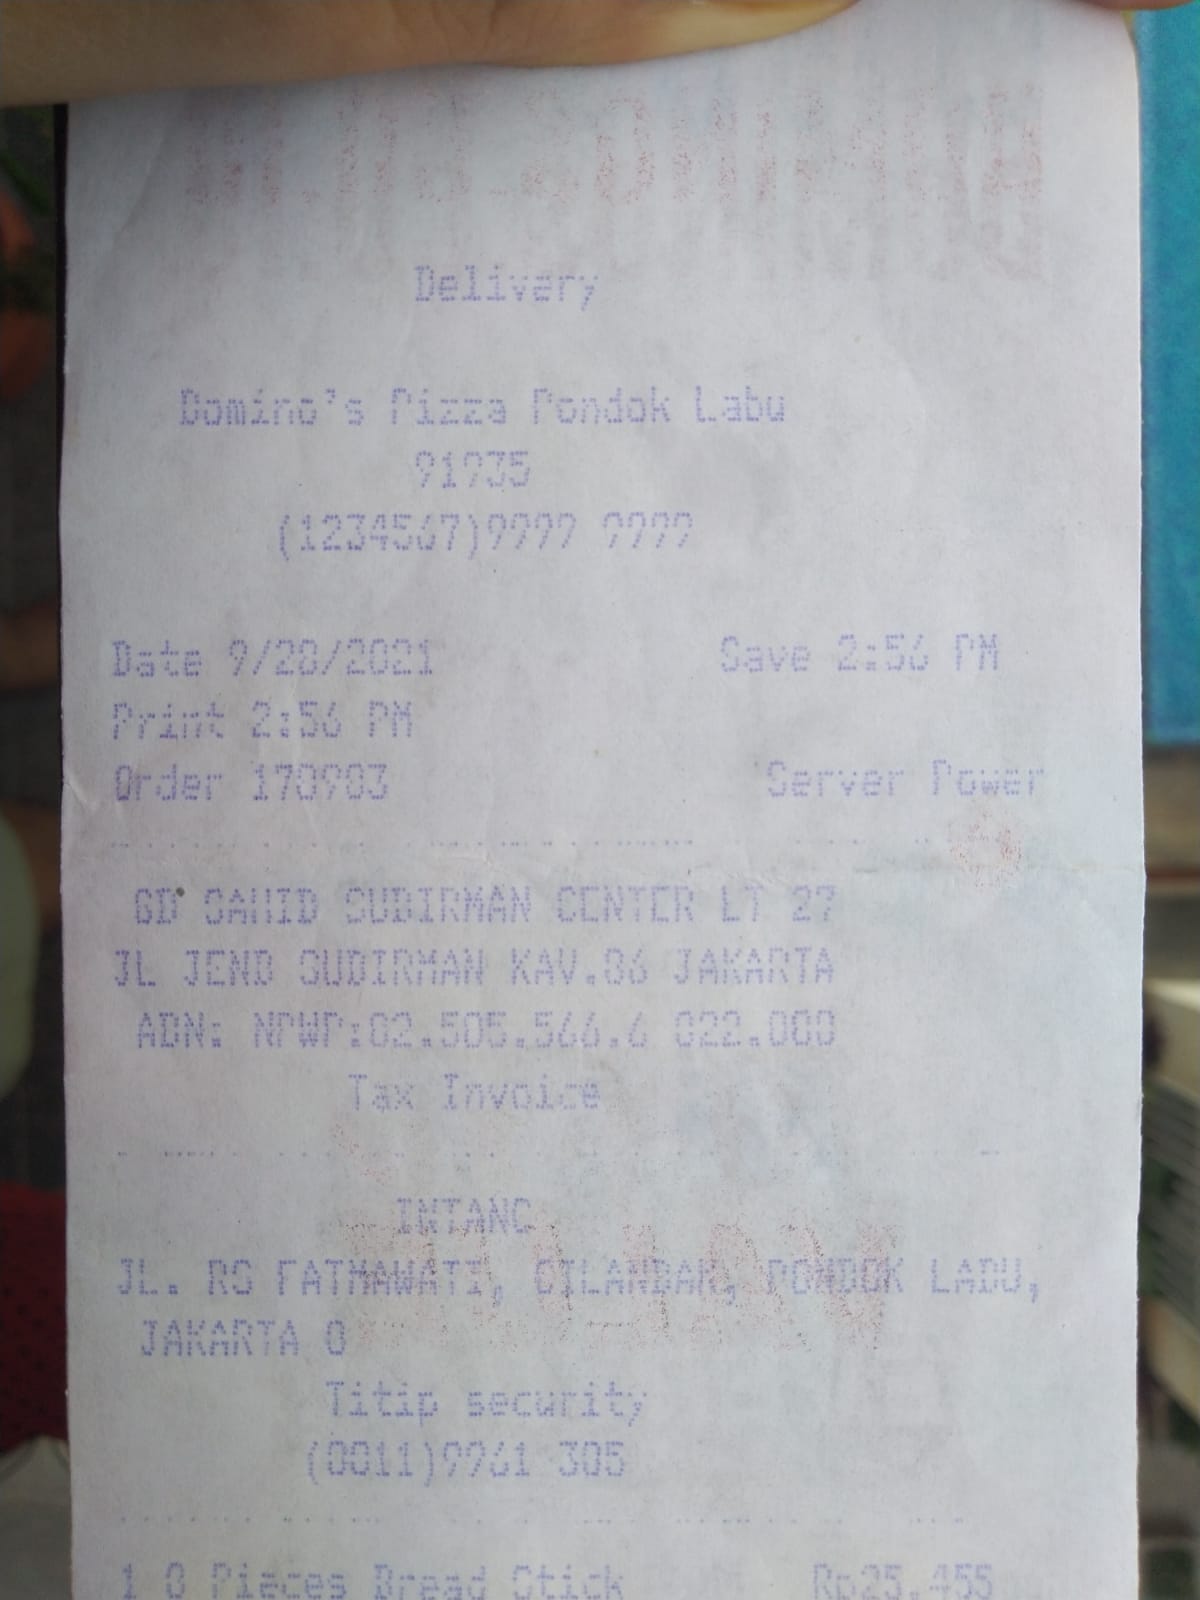 Delivery
Domino's Pizza Pondok Labu
91935
(1234567)9999 9999
Date 9/28/2021 Save 2:56 PM
Print 2:56 PM
Order 170903 Server Power
GD SAHID SUDIRMAN CENTER LT 27
JL JEND SUDIRMAN KAV.86 JAKARTA
ABN: NPWP:02.505.566.6 022.000
Tax Invoice
INTANG
JL. RS FATMAWATI, CILANDAK, PONDOK LABU,
JAKARTA 0
Titip security
(0811)9961 305
1 8 Pieces Bread Stick Rp25,455